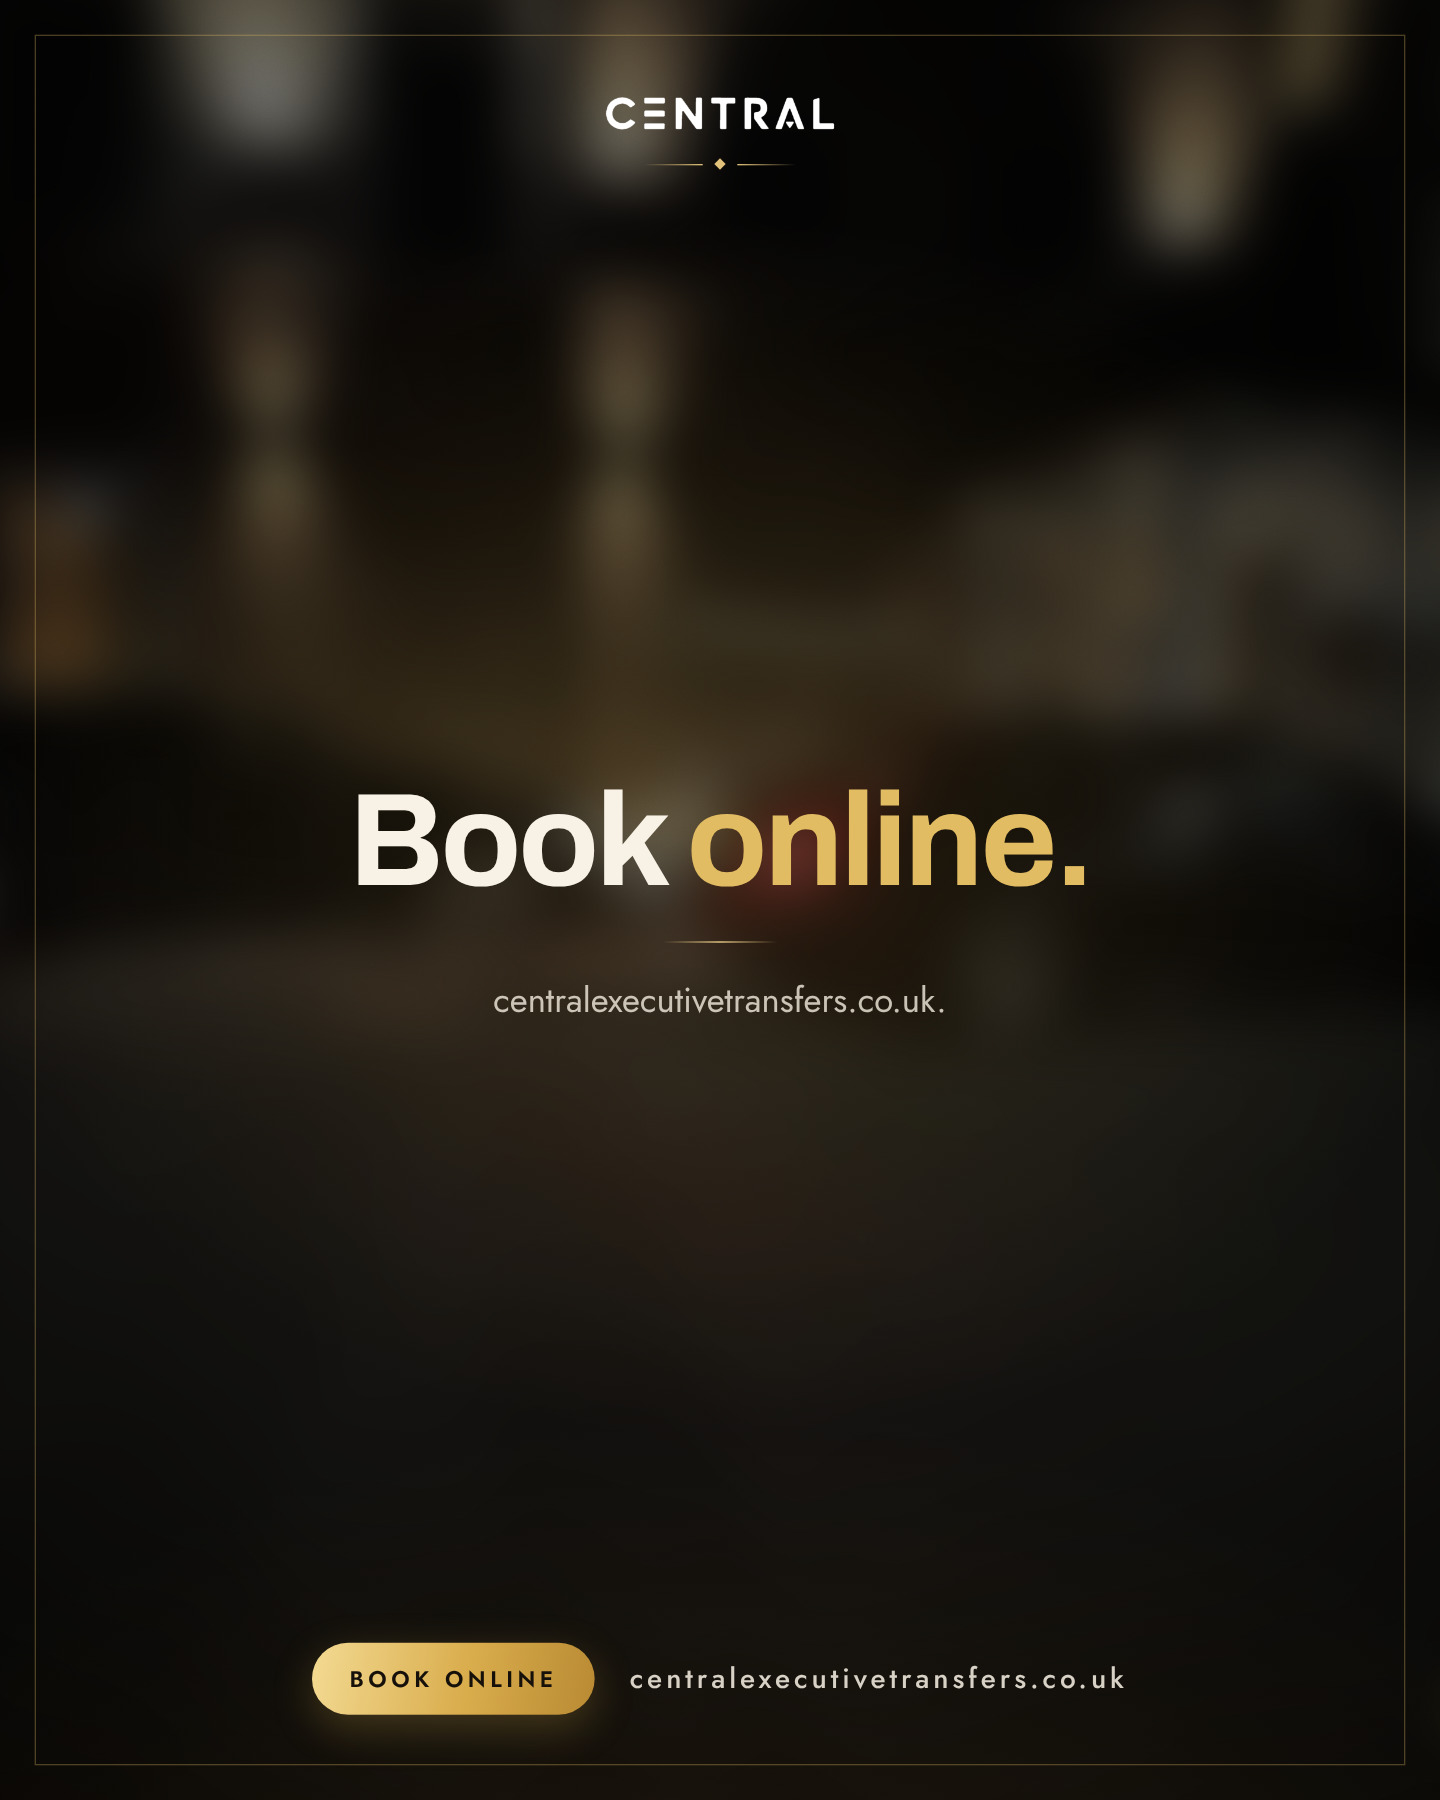 CENTRAL
Book online.
centralexecutivetransfers.co.uk.
BOOK ONLINE centralexecutivetransfers.co.uk